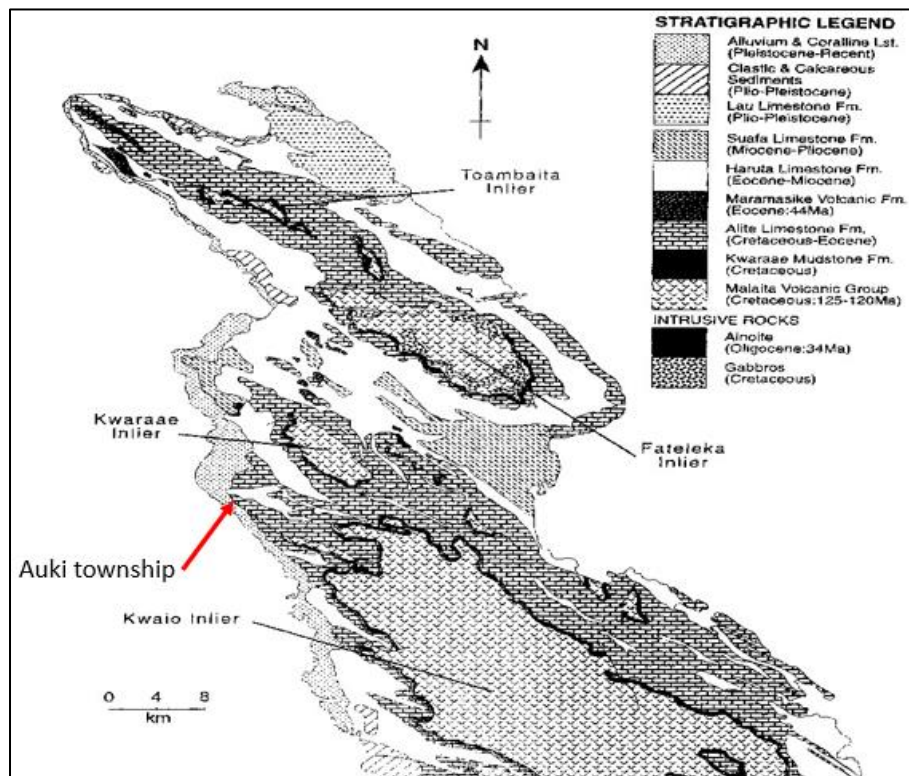 STRATIGRAPHIC LEGEND
Alluvium & Coralline Lst.
(Pleistocene-Recent)
Clastic & Calcareous
Sediments
(Plio-Pleistocene)
Lau Limestone Fm.
(Plio-Pleistocene)
Suafa Limestone Fm.
(Miocene-Pliocene)
Haruta Limestone Fm.
(Eocene-Miocene)
Maramasike Volcanic Fm.
(Eocene:44Ma)
Alite Limestone Fm.
(Cretaceous-Eocene)
Kwaraae Mudstone Fm.
(Cretaceous)
Malaita Volcanic Group
(Cretaceous:125-120Ma)
INTRUSIVE ROCKS
Alnoite
(Oligocene:34Ma)
Gabbros
(Cretaceous)
N
Toambaita
Inlier
Kwaraae
Inlier
Fateleka
Inlier
Auki township
Kwaio Inlier
0 4 8
km